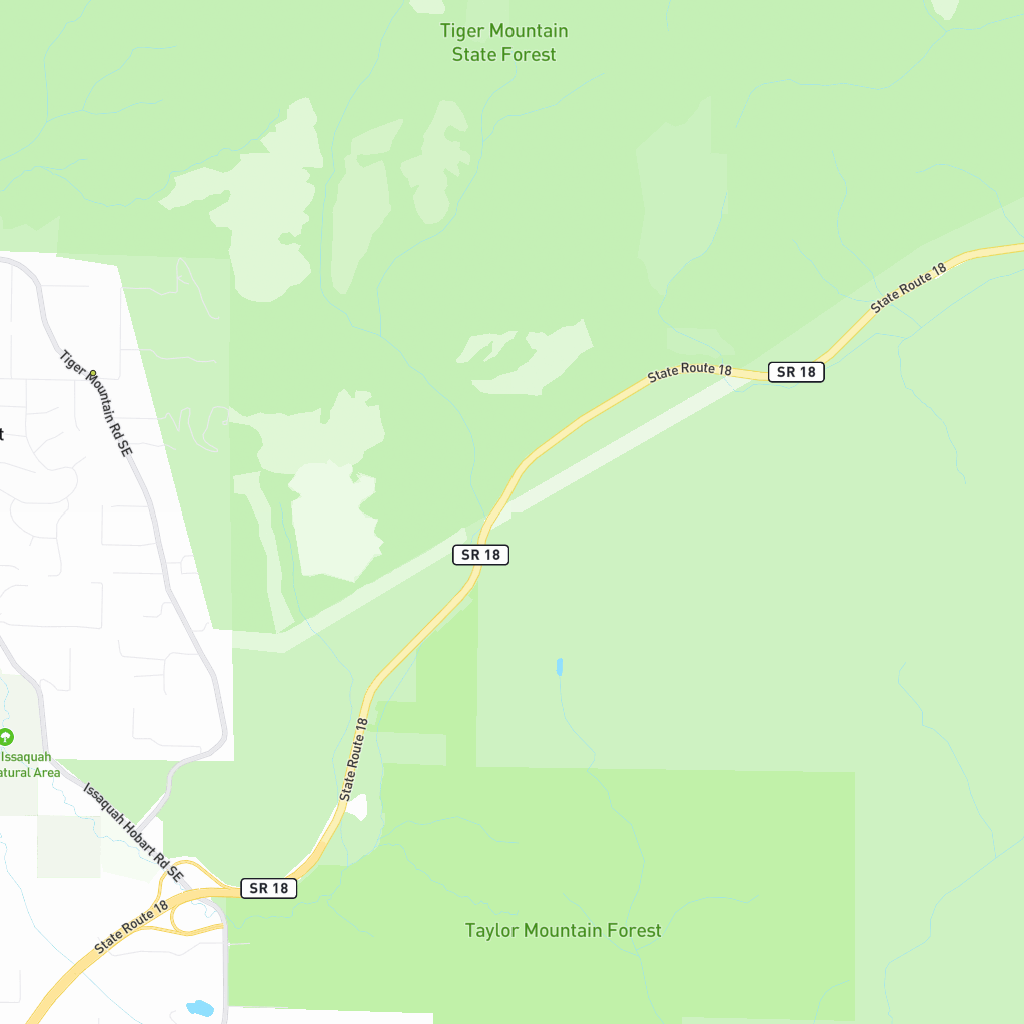 Tiger Mountain
State Forest
State Route 18
SR 18
State Route 18
Tiger Mountain Rd SE
t
SR 18
State Route 18
Issaquah
atural Area
Issaquah Hobart Rd SE
SR 18
State Route 18
Taylor Mountain Forest